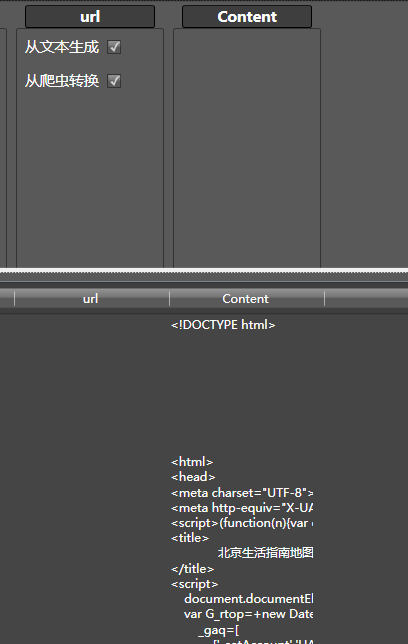 url
Content
从文本生成
从爬虫转换
url
Content
<!DOCTYPE html>
<html>
<head>
<meta charset="UTF-8">
<meta http-equiv="X-UA
<script>(function(n){var
<title>
北京生活指南地图
</title>
<script>
document.documentEl
var G_rtop=+new Date
_gaq=[